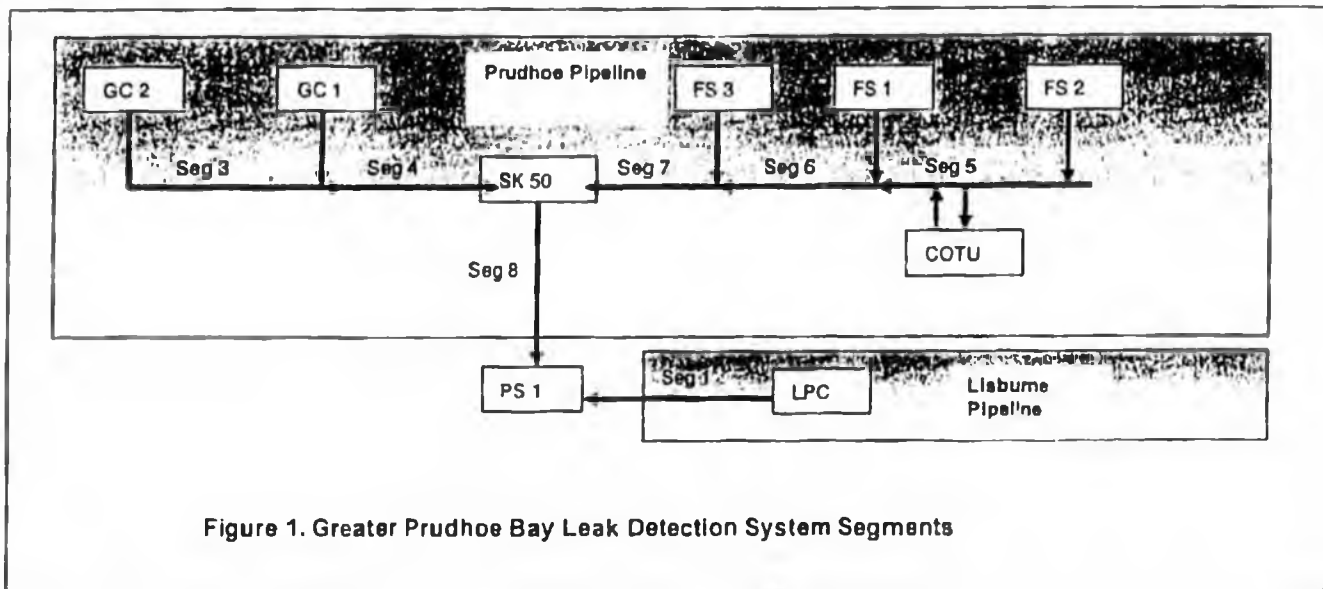 Prudhoe Pipeline
GC 2
GC 1
FS 3
FS 1
FS 2
Seg 3
Seg 4
SK 50
Seg 7
Seg 6
Seg 5
COTU
Seg 8
PS 1
Seg 1
LPC
Lisburne
Pipeline
Figure 1. Greater Prudhoe Bay Leak Detection System Segments